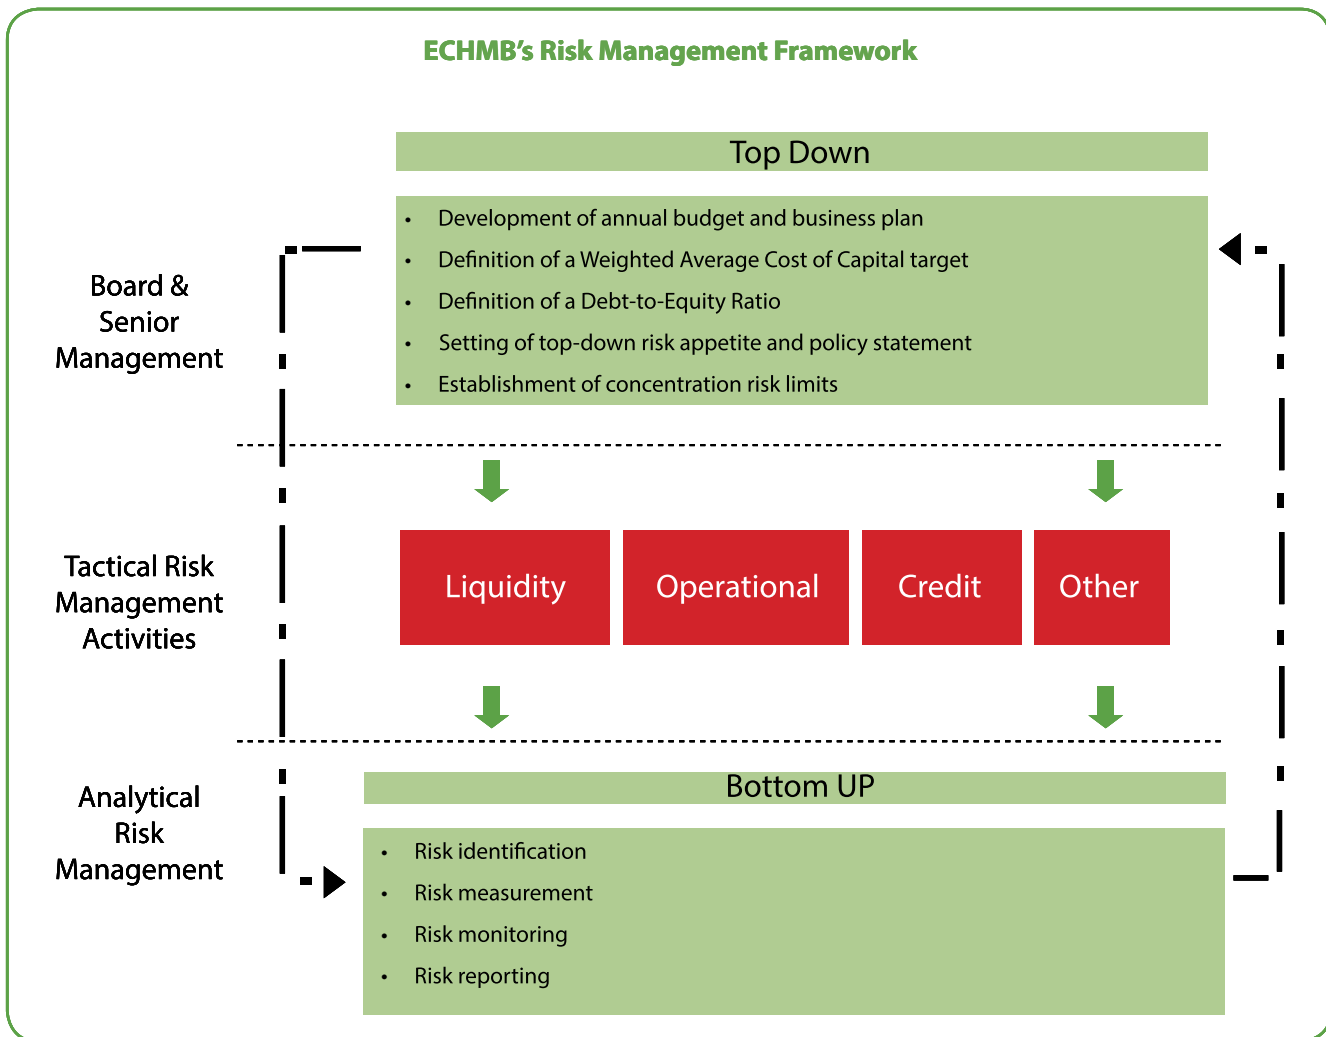 ECHMB’s Risk Management Framework
Top Down
Board &
Senior
Management
• Development of annual budget and business plan
• Definition of a Weighted Average Cost of Capital target
• Definition of a Debt-to-Equity Ratio
• Setting of top-down risk appetite and policy statement
• Establishment of concentration risk limits
Tactical Risk
Management
Activities
Liquidity
Operational
Credit
Other
Bottom UP
Analytical
Risk
Management
• Risk identification
• Risk measurement
• Risk monitoring
• Risk reporting